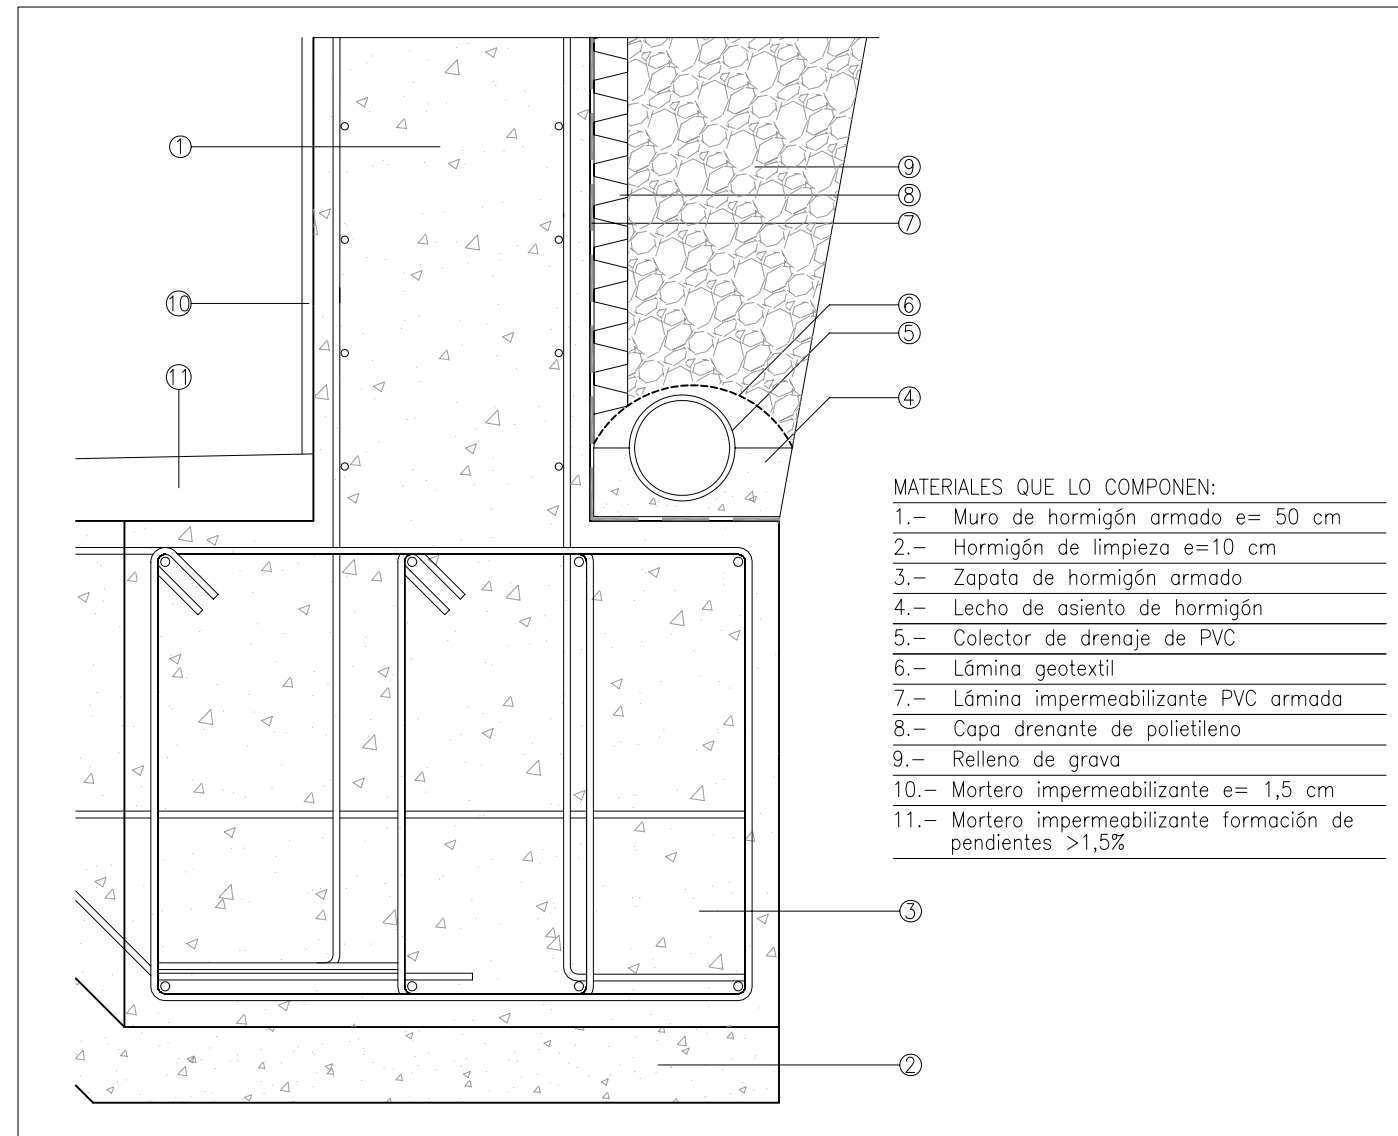 1
9
8
7
10
6
5
11
4
MATERIALES QUE LO COMPONEN:
1.- Muro de hormigón armado e= 50 cm
2.- Hormigón de limpieza e=10 cm
3.- Zapata de hormigón armado
4.- Lecho de asiento de hormigón
5.- Colector de drenaje de PVC
6.- Lámina geotextil
7.- Lámina impermeabilizante PVC armada
8.- Capa drenante de polietileno
9.- Relleno de grava
10.- Mortero impermeabilizante e= 1,5 cm
11.- Mortero impermeabilizante formación de
pendientes >1,5%
3
2